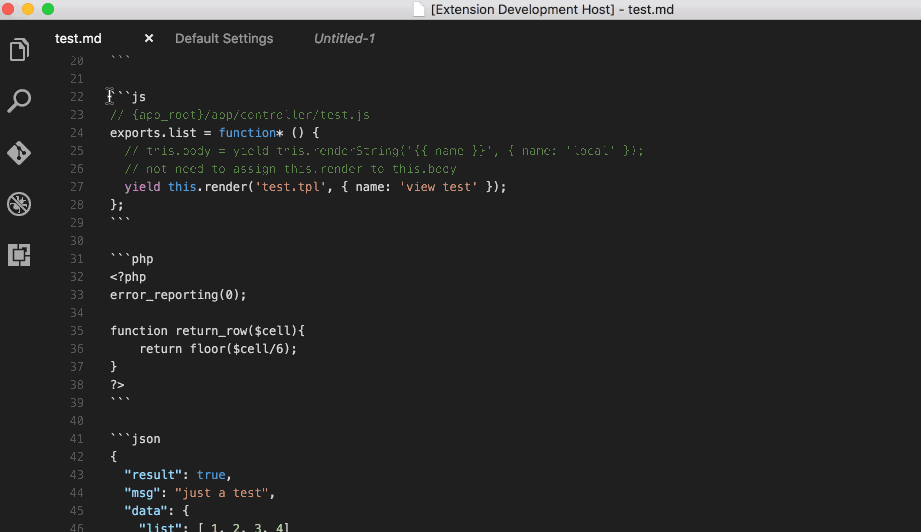 [Extension Development Host] - test.md
test.md × Default Settings Untitled-1
20 ```
21
22 ```js
23 // {app_root}/app/controller/test.js
24 exports.list = function* () {
25   // this.body = yield this.renderString('{{ name }}', { name: 'local' });
26   // not need to assign this.render to this.body
27   yield this.render('test.tpl', { name: 'view test' });
28 };
29 ```
30
31 ```php
32 <?php
33 error_reporting(0);
34
35 function return_row($cell){
36     return floor($cell/6);
37 }
38 ?>
39 ```
40
41 ```json
42 {
43   "result": true,
44   "msg": "just a test",
45   "data": {
46     "list": [ 1, 2, 3, 4]